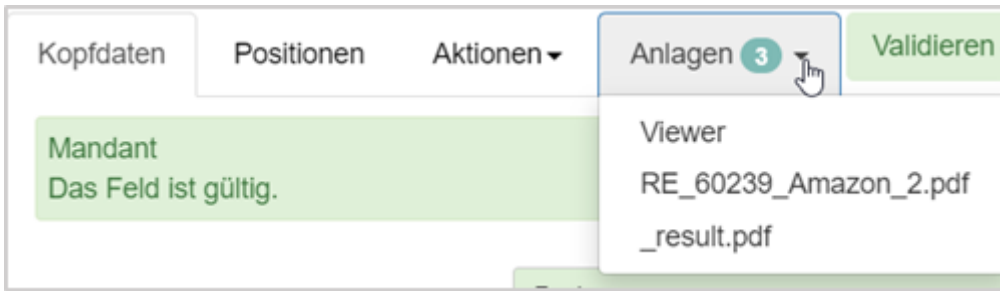 Kopfdaten Positionen Aktionen Anlagen 3 Validieren
Mandant
Das Feld ist gültig.
Viewer
RE_60239_Amazon_2.pdf
_result.pdf